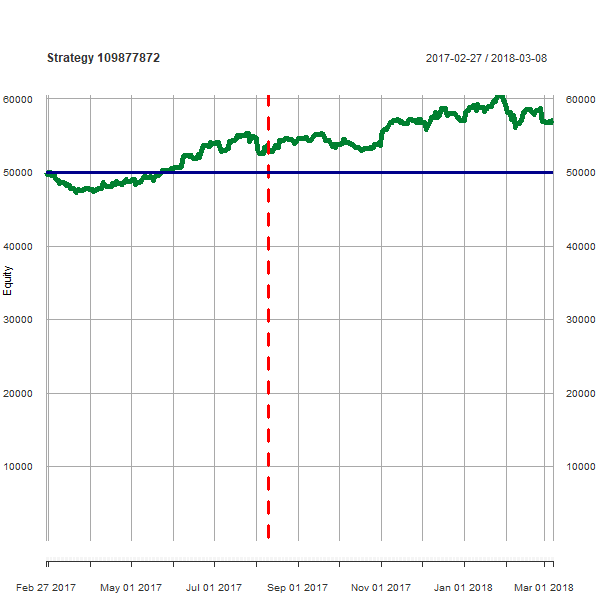 Strategy 109877872 2017-02-27 / 2018-03-08
60000 60000
50000 50000
40000 40000
30000 30000
20000 20000
10000 10000
Equity
Feb 27 2017 May 01 2017 Jul 01 2017 Sep 01 2017 Nov 01 2017 Jan 01 2018 Mar 01 2018